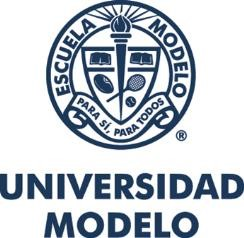 ESCUELA MODELO
PARA SÍ, PARA TODOS
®
UNIVERSIDAD
MODELO